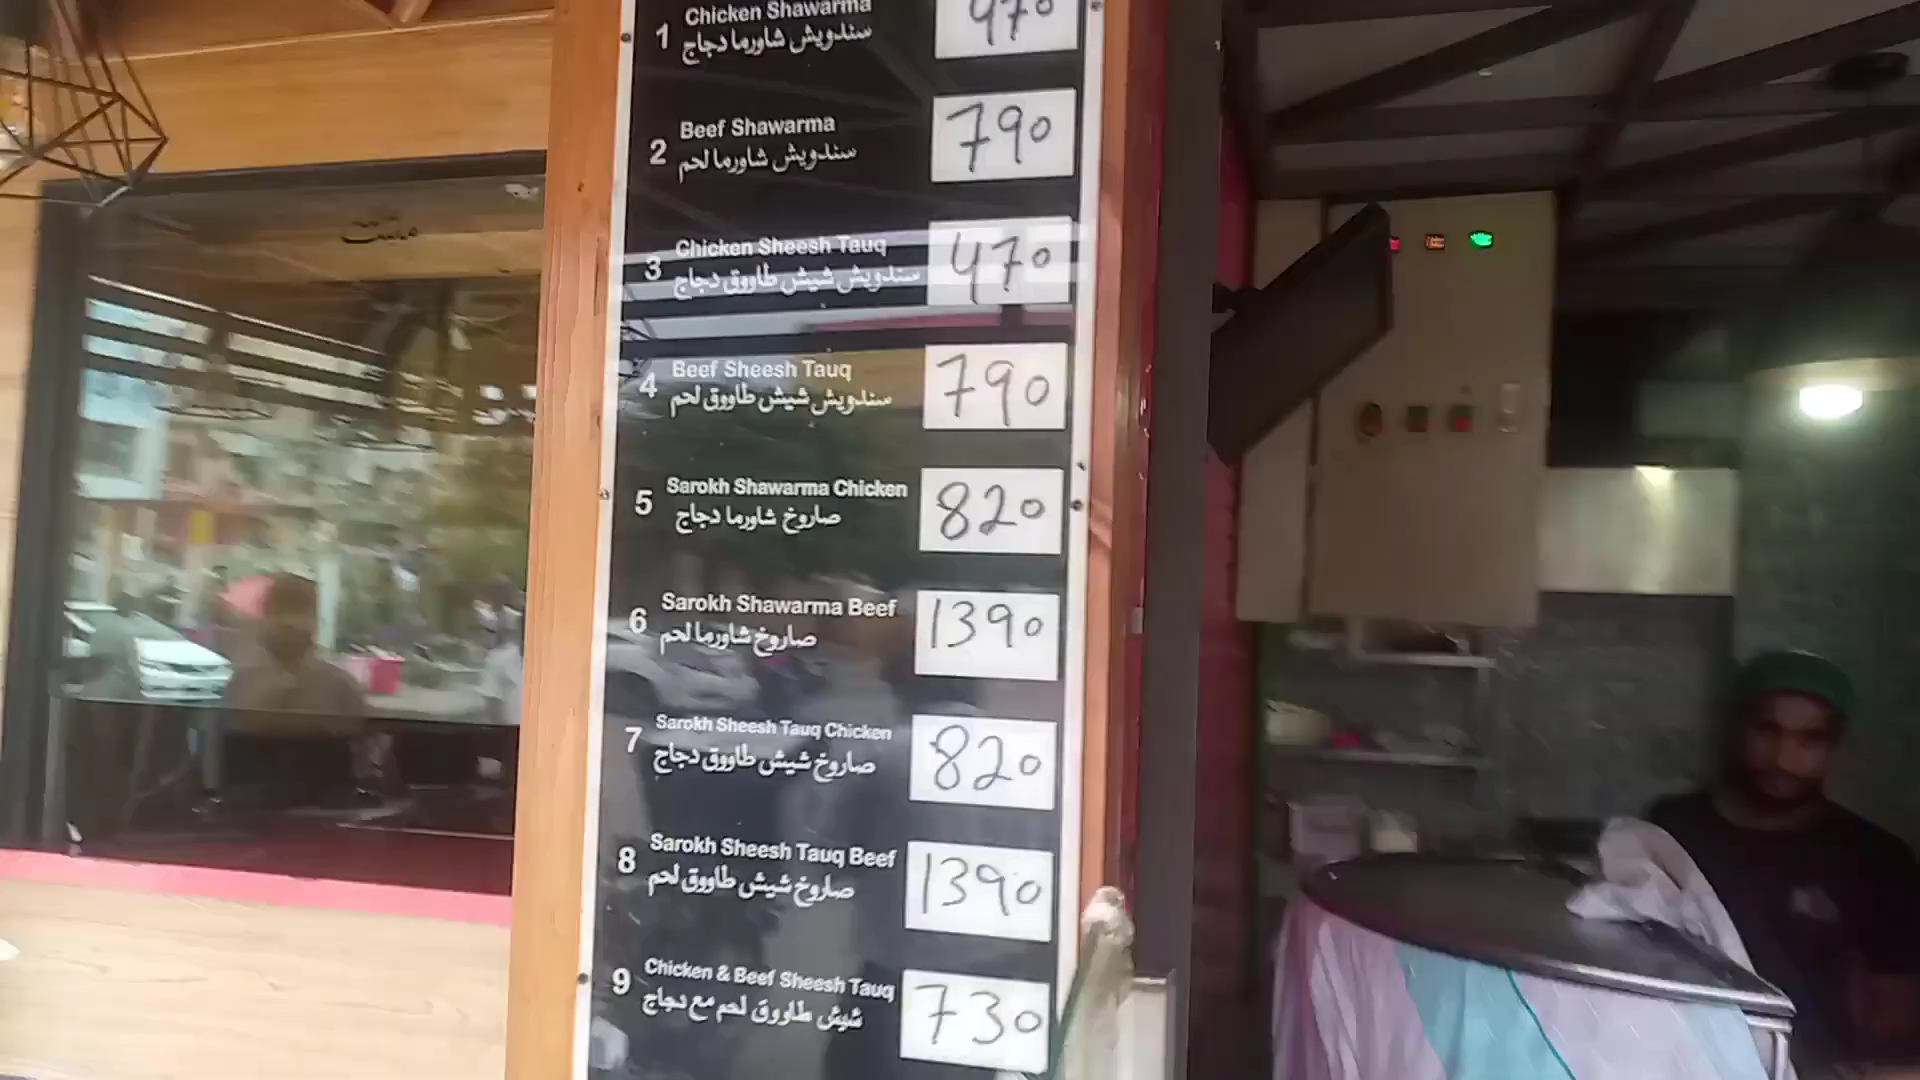 Chicken Shawarma
1
سندويش شاورما دجاج
470
Beef Shawarma
2
سندويش شاورما لحم
790
Chicken Sheesh Tauq
3
سندويش شيش طاووق دجاج
470
Beef Sheesh Tauq
4
سندويش شيش طاووق لحم
790
Sarokh Shawarma Chicken
5
صاروخ شاورما دجاج
820
Sarokh Shawarma Beef
6
صاروخ شاورما لحم
1390
Sarokh Sheesh Tauq Chicken
7
صاروخ شيش طاووق دجاج
820
Sarokh Sheesh Tauq Beef
8
صاروخ شيش طاووق لحم
1390
Chicken & Beef Sheesh Tauq
9
شيش طاووق لحم مع دجاج
730